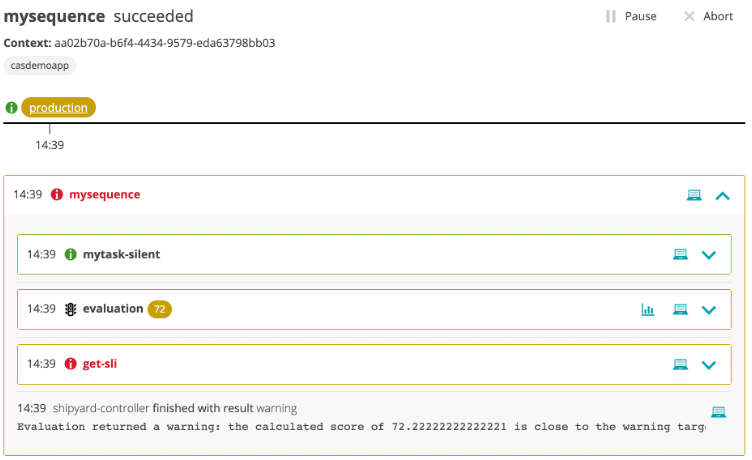 mysequence succeeded
Pause
Abort
Context: aa02b70a-b6f4-4434-9579-eda63798bb03
casdemoapp
production
14:39
14:39 mysequence
14:39 mytask-silent
14:39 evaluation 72
14:39 get-sli
14:39 shipyard-controller finished with result warning
Evaluation returned a warning: the calculated score of 72.22222222222221 is close to the warning targ